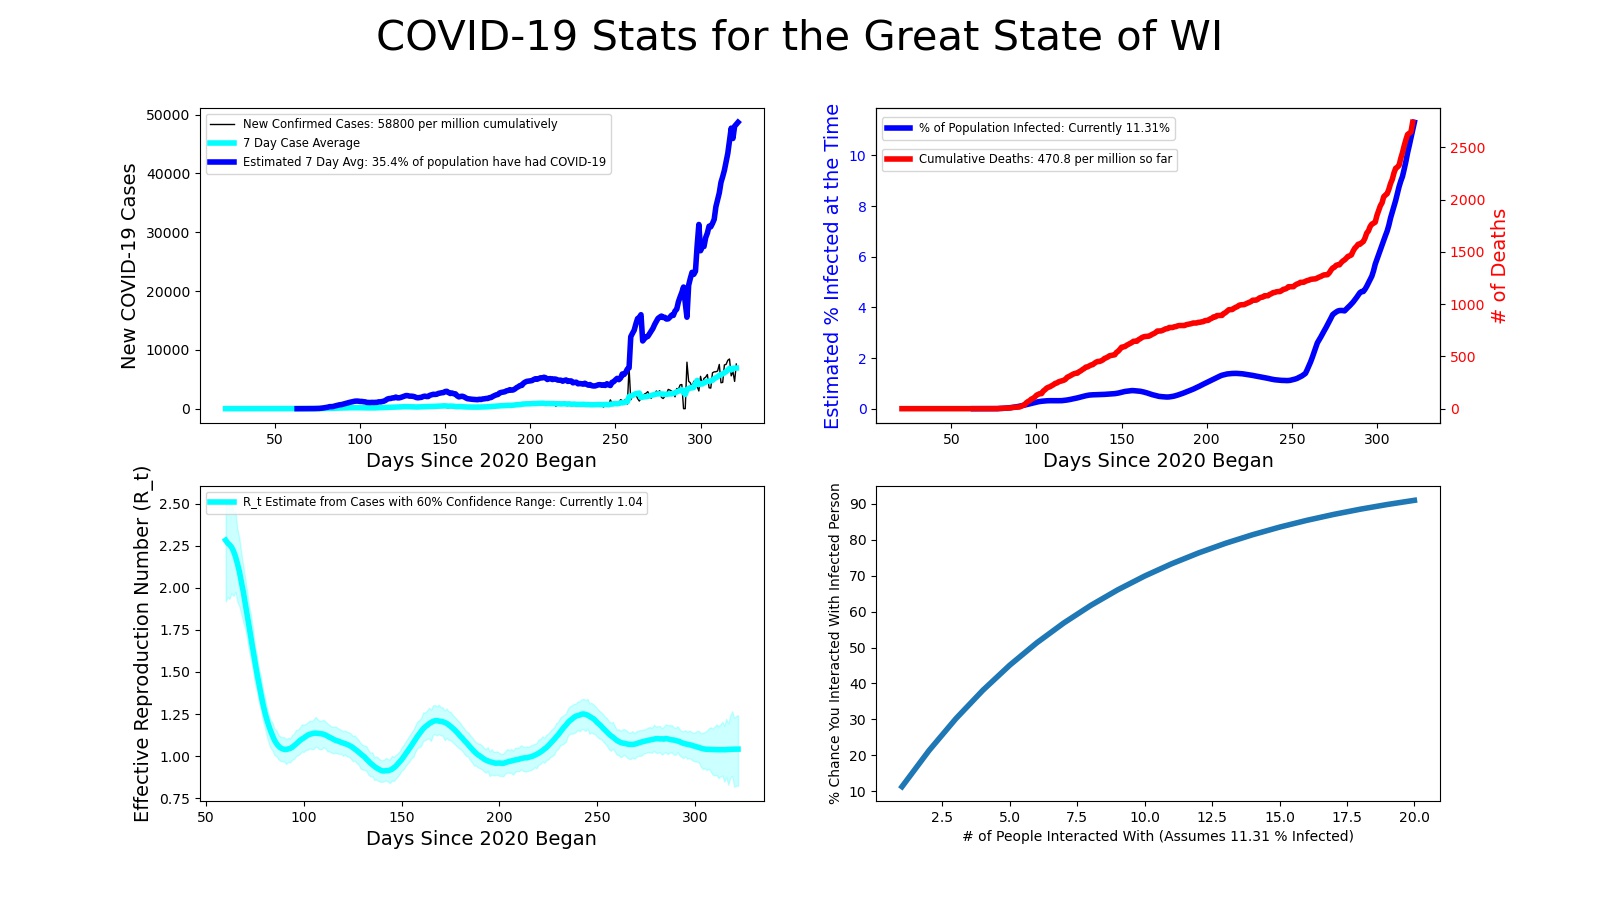 COVID-19 Stats for the Great State of WI
New COVID-19 Cases
50000
40000
30000
20000
10000
0
New Confirmed Cases: 58800 per million cumulatively
7 Day Case Average
Estimated 7 Day Avg: 35.4% of population have had COVID-19
50 100 150 200 250 300
Days Since 2020 Began
Estimated % Infected at the Time
10
8
6
4
2
0
% of Population Infected: Currently 11.31%
Cumulative Deaths: 470.8 per million so far
2500
2000
1500
1000
500
0
# of Deaths
50 100 150 200 250 300
Days Since 2020 Began
Effective Reproduction Number (R_t)
2.50
2.25
2.00
1.75
1.50
1.25
1.00
0.75
R_t Estimate from Cases with 60% Confidence Range: Currently 1.04
50 100 150 200 250 300
Days Since 2020 Began
% Chance You Interacted With Infected Person
90
80
70
60
50
40
30
20
10
2.5 5.0 7.5 10.0 12.5 15.0 17.5 20.0
# of People Interacted With (Assumes 11.31 % Infected)